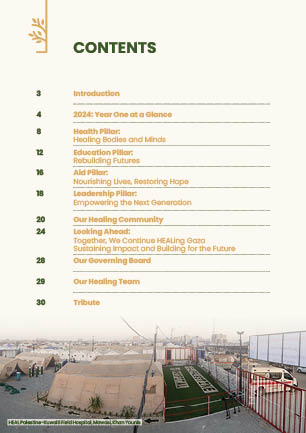 CONTENTS
3 Introduction
4 2024: Year One at a Glance
8 Health Pillar:
Healing Bodies and Minds
12 Education Pillar:
Rebuilding Futures
16 Aid Pillar:
Nourishing Lives, Restoring Hope
18 Leadership Pillar:
Empowering the Next Generation
20 Our Healing Community
24 Looking Ahead:
Together, We Continue HEALing Gaza
Sustaining Impact and Building for the Future
28 Our Governing Board
29 Our Healing Team
30 Tribute
HEAL Palestine-Kuwaiti Field Hospital, Mawasi, Khan Younis